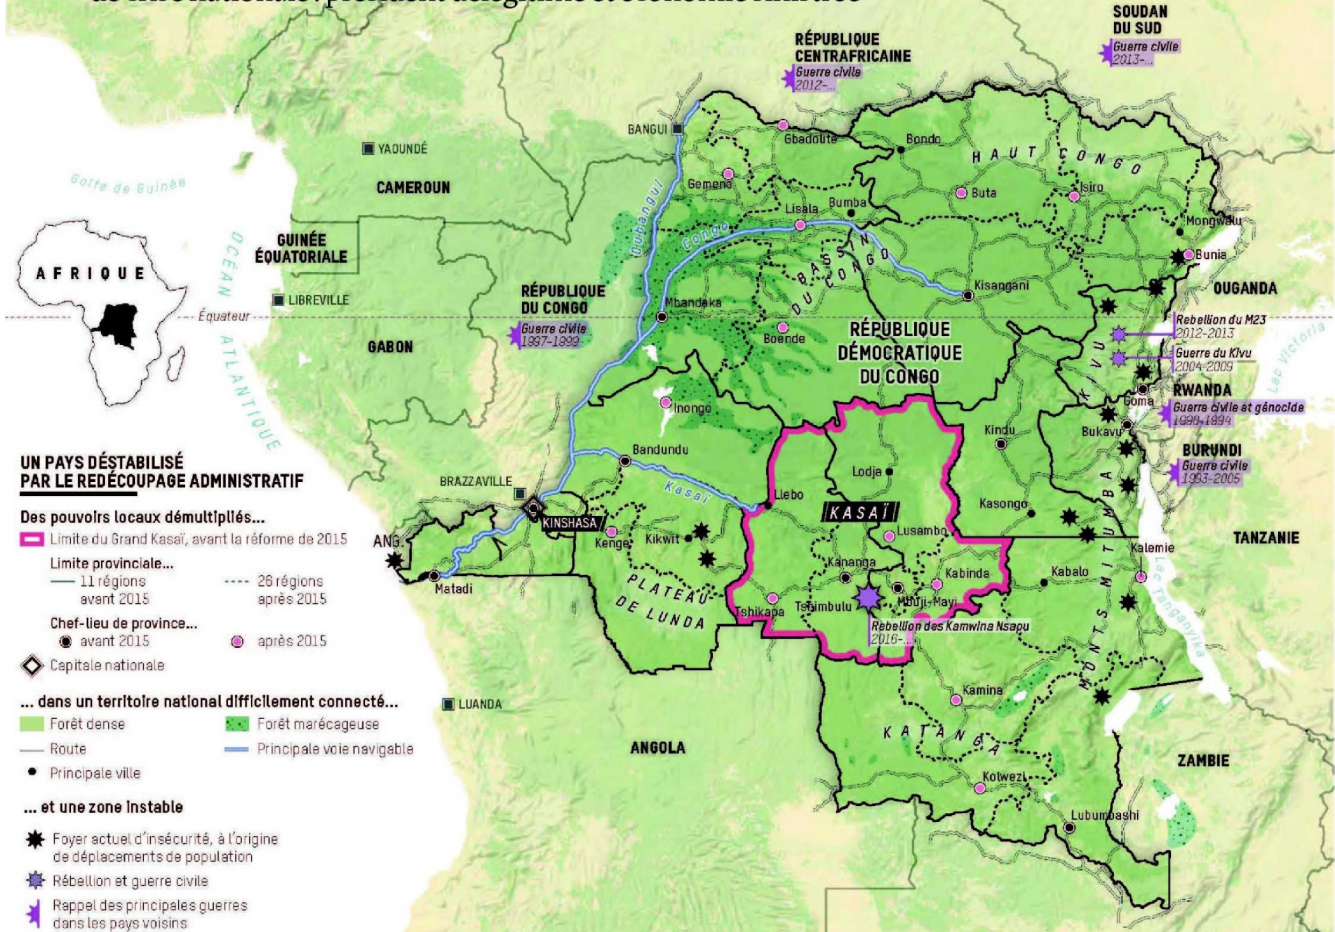 SOUDAN
DU SUD
Guerre civile
2013-...
RÉPUBLIQUE
CENTRAFRICAINE
Guerre civile
2012-...
BANGUI
Gbadolite
Bondo
HAUT CONGO
YAOUNDÉ
Golfe de Guinée
CAMEROUN
Gemena
Buta
Isiro
Oubangui
Lisala
Bumba
Mongwalu
Congo
GUINÉE
ÉQUATORIALE
BASSIN
DU CONGO
Bunia
AFRIQUE
OCÉAN ATLANTIQUE
LIBREVILLE
RÉPUBLIQUE
DU CONGO
Guerre civile
1997-1999
Kisangani
OUGANDA
Équateur
Mbandaka
Boende
RÉPUBLIQUE
DÉMOCRATIQUE
DU CONGO
Rebellion du M23
2012-2013
GABON
KIVU
Guerre du Kivu
2004-2009
Lac Victoria
RWANDA
Inongo
Goma
Guerre civile et génocide
1990-1994
Kindu
Bukavu
BURUNDI
Guerre civile
1993-2005
UN PAYS DÉSTABILISÉ
PAR LE REDÉCOUPAGE ADMINISTRATIF
Bandundu
Lodja
BRAZZAVILLE
Kasaï
Llebo
KASAÏ
Kasongo
Des pouvoirs locaux démultipliés...
KINSHASA
Limite du Grand Kasaï, avant la réforme de 2015
ANG.
Kenge
Kikwit
Lusambo
TANZANIE
Kalemie
Limite provinciale...
11 régions
avant 2015
26 régions
après 2015
Matadi
Kananga
Kabinda
Kabalo
PLATEAU
DE LUNDA
Tshikapa
Tshimbulu
Mbuji-Mayi
MONTS MITUMBA
Lac Tanganyika
Chef-lieu de province...
avant 2015
après 2015
Rebellion des Kamwina Nsapu
2016-...
Capitale nationale
... dans un territoire national difficilement connecté...
LUANDA
Kamina
Forêt dense
Forêt marécageuse
Route
Principale voie navigable
ANGOLA
KATANGA
ZAMBIE
Principale ville
Kolwezi
... et une zone instable
Lubumbashi
Foyer actuel d'insécurité, à l'origine
de déplacements de population
Rébellion et guerre civile
Rappel des principales guerres
dans les pays voisins